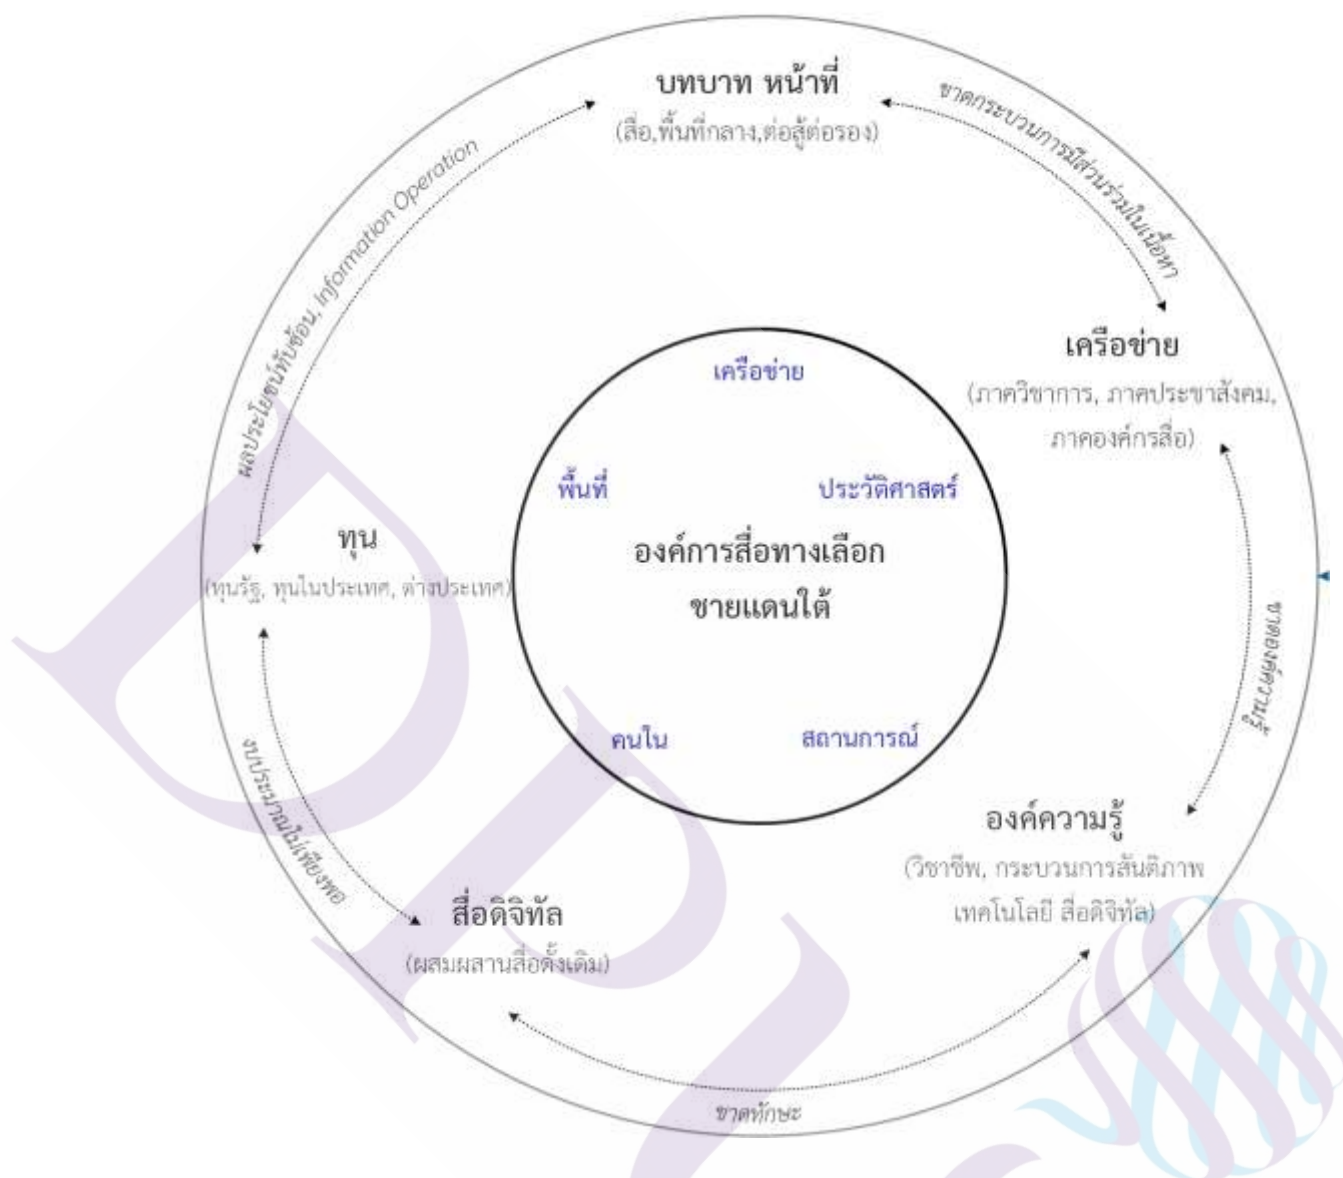 บทบาท หน้าที่
(สื่อ,พื้นที่กลาง,ต่อสู้ต่อรอง)
ขาดกระบวนการมีส่วนร่วมในเนื้อหา
ผลประโยชน์ทับซ้อน, Information Operation
เครือข่าย
(ภาควิชาการ, ภาคประชาสังคม,
ภาคองค์กรสื่อ)
เครือข่าย
พื้นที่
ประวัติศาสตร์
องค์การสื่อทางเลือก
ชายแดนใต้
คนใน
สถานการณ์
ทุน
(ทุนรัฐ, ทุนในประเทศ, ต่างประเทศ)
ขาดองค์ความรู้
งบประมาณไม่เพียงพอ
องค์ความรู้
(วิชาชีพ, กระบวนการสันติภาพ
เทคโนโลยี สื่อดิจิทัล)
สื่อดิจิทัล
(ผสมผสานสื่อดั้งเดิม)
ขาดทักษะ